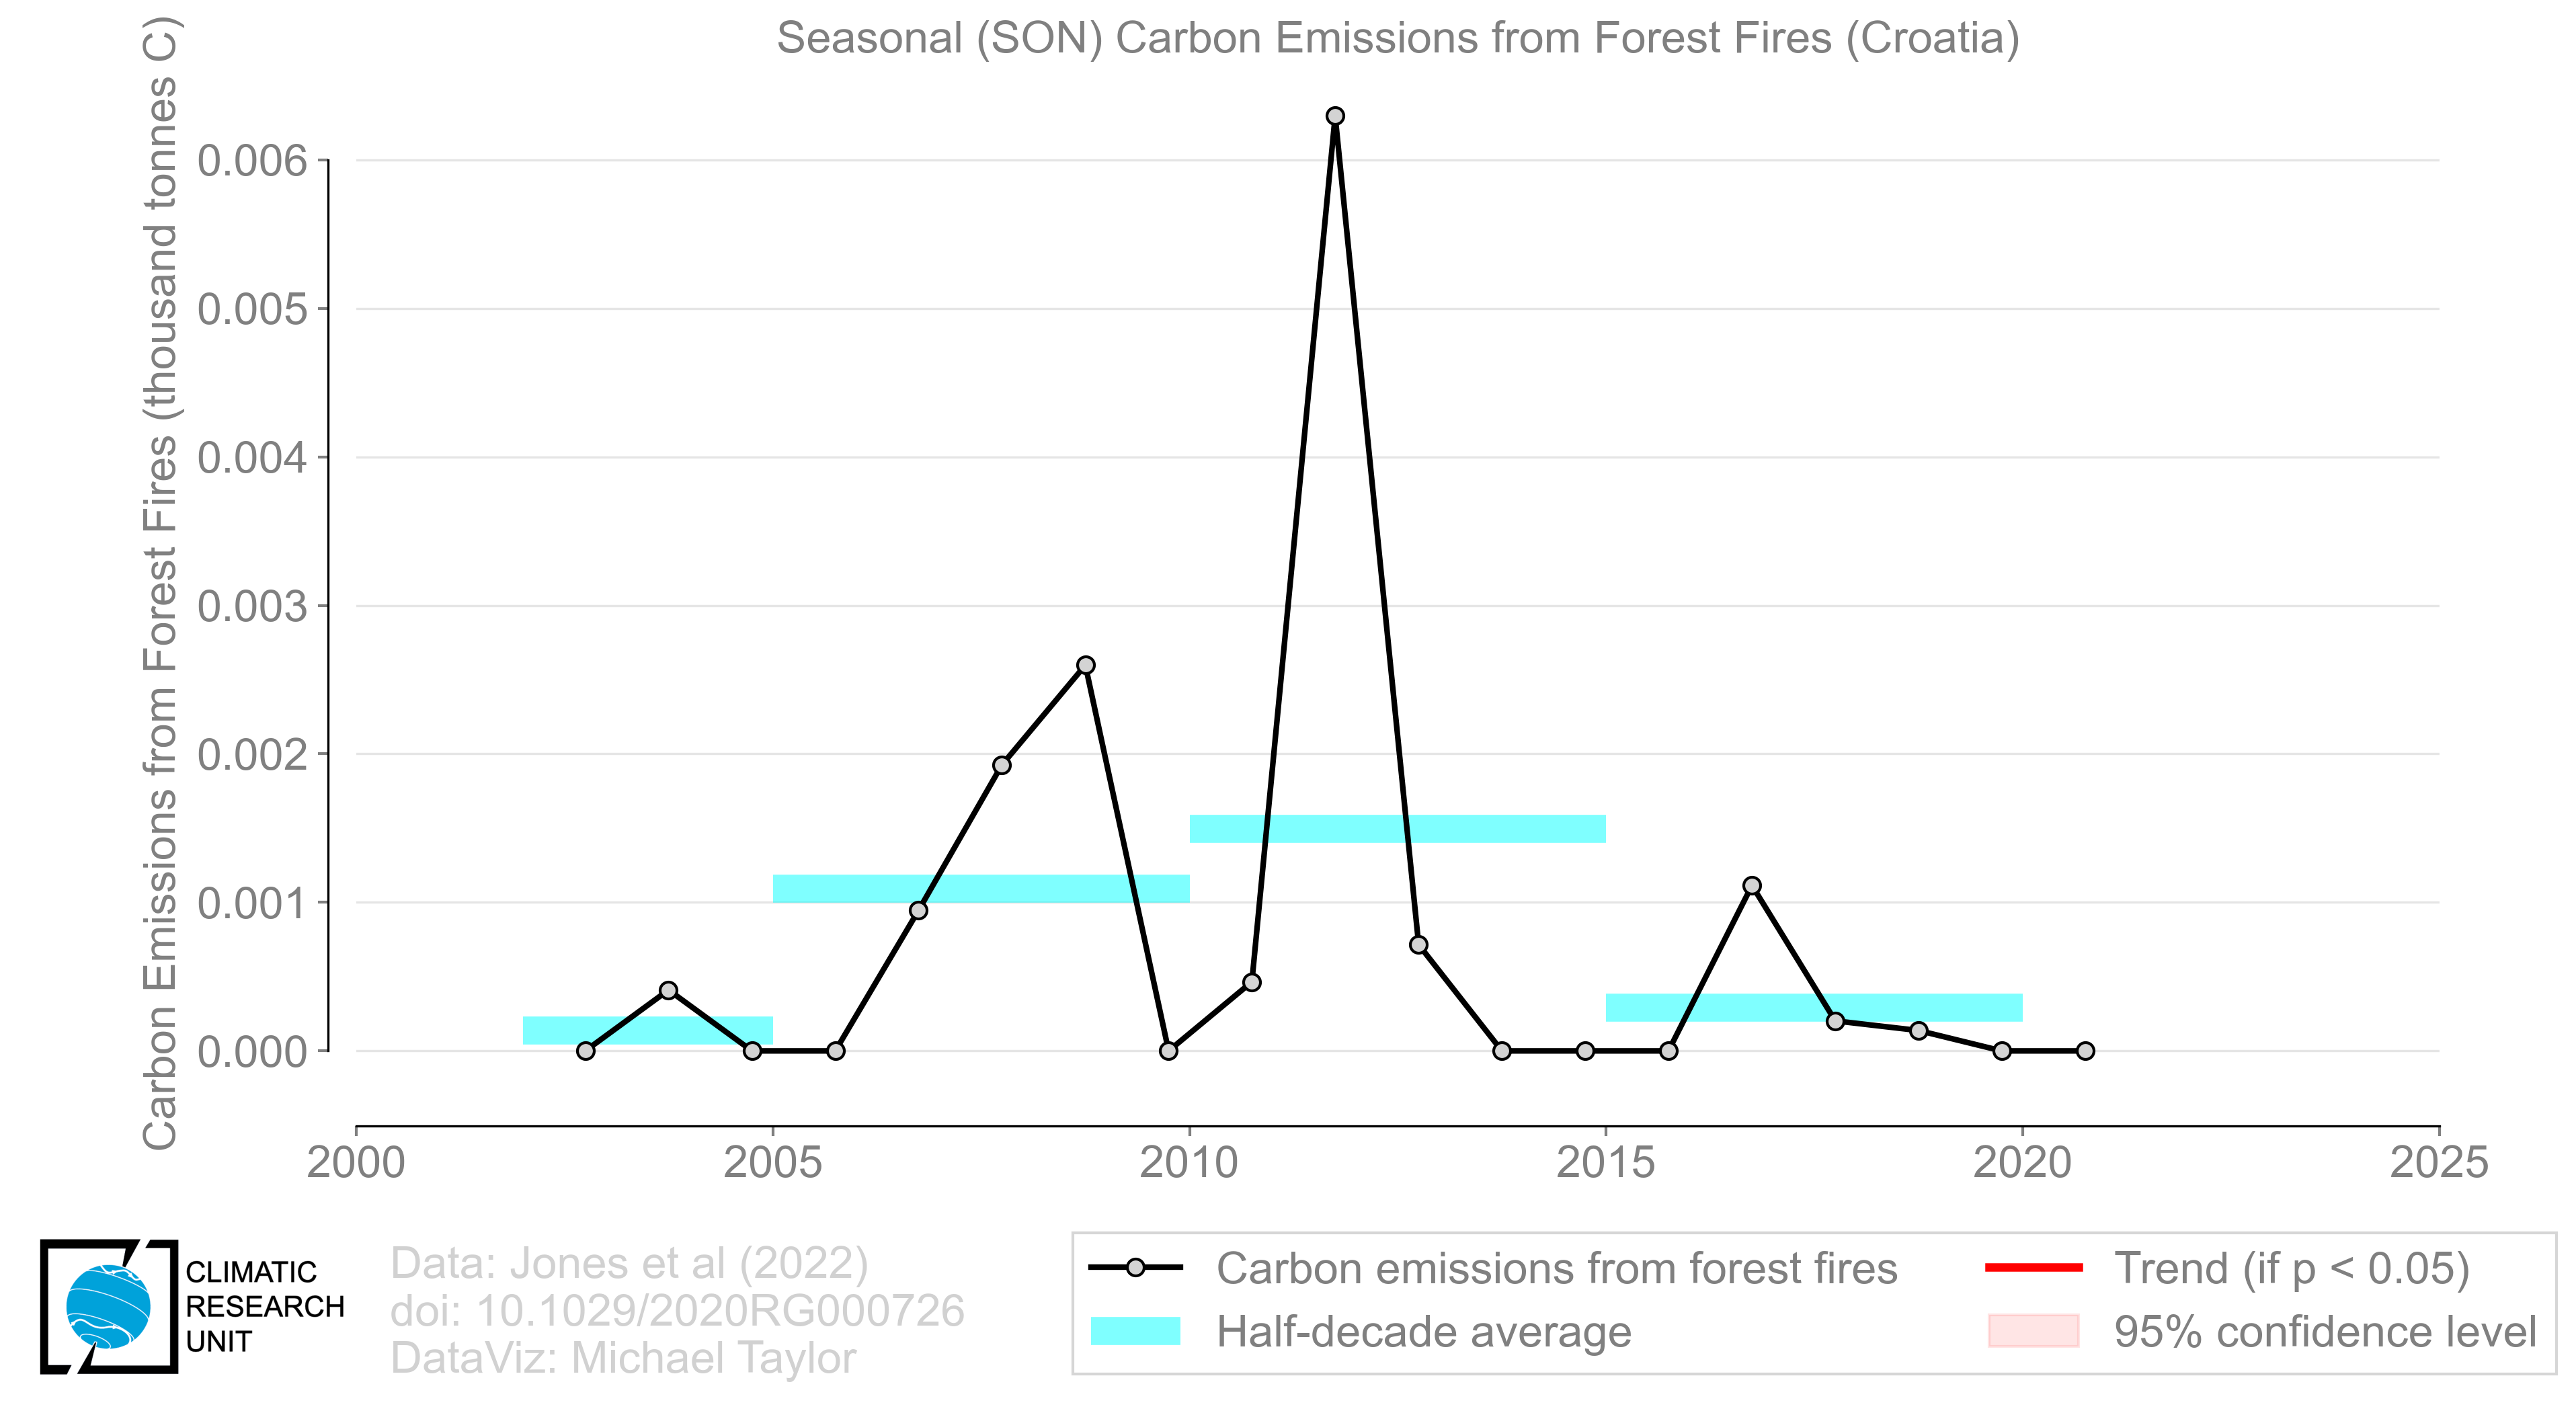 Seasonal (SON) Carbon Emissions from Forest Fires (Croatia)
Carbon Emissions from Forest Fires (thousand tonnes C)
0.006
0.005
0.004
0.003
0.002
0.001
0.000
2000 2005 2010 2015 2020 2025
CLIMATIC
RESEARCH
UNIT
Data: Jones et al (2022)
doi: 10.1029/2020RG000726
DataViz: Michael Taylor
Carbon emissions from forest fires
Half-decade average
Trend (if p < 0.05)
95% confidence level